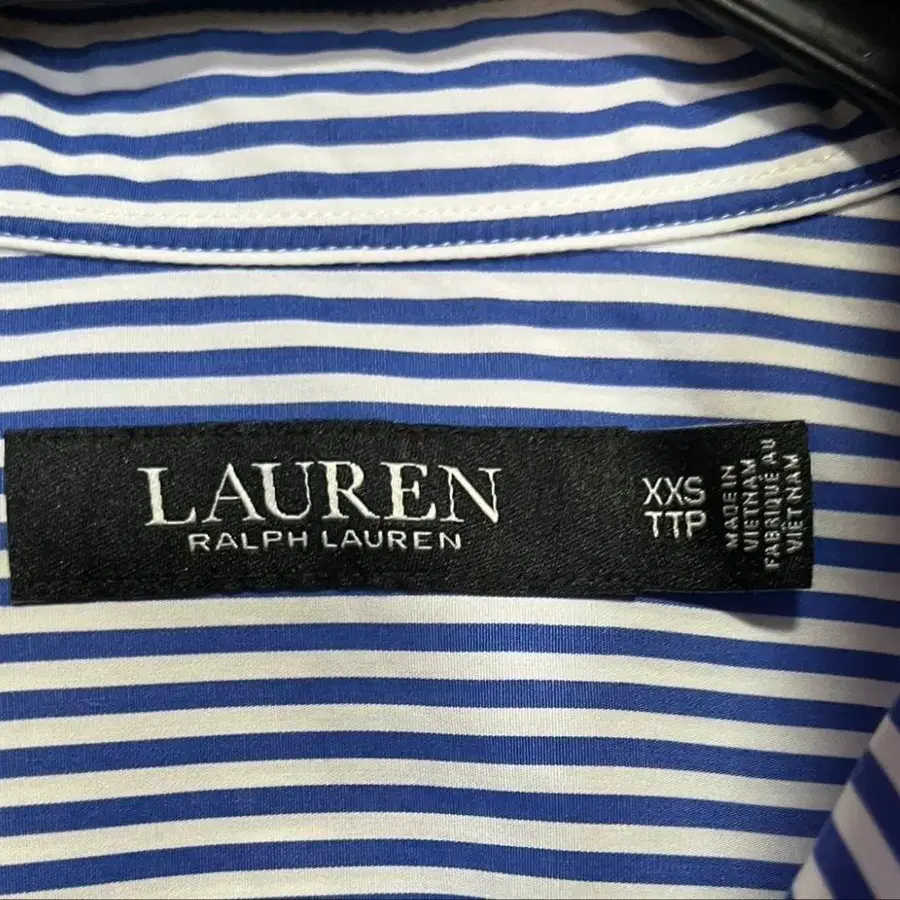 LAUREN
RALPH LAUREN
XXS
TTP
MADE IN
VIETNAM
FABRIQUÉ AU
VIÊT NAM